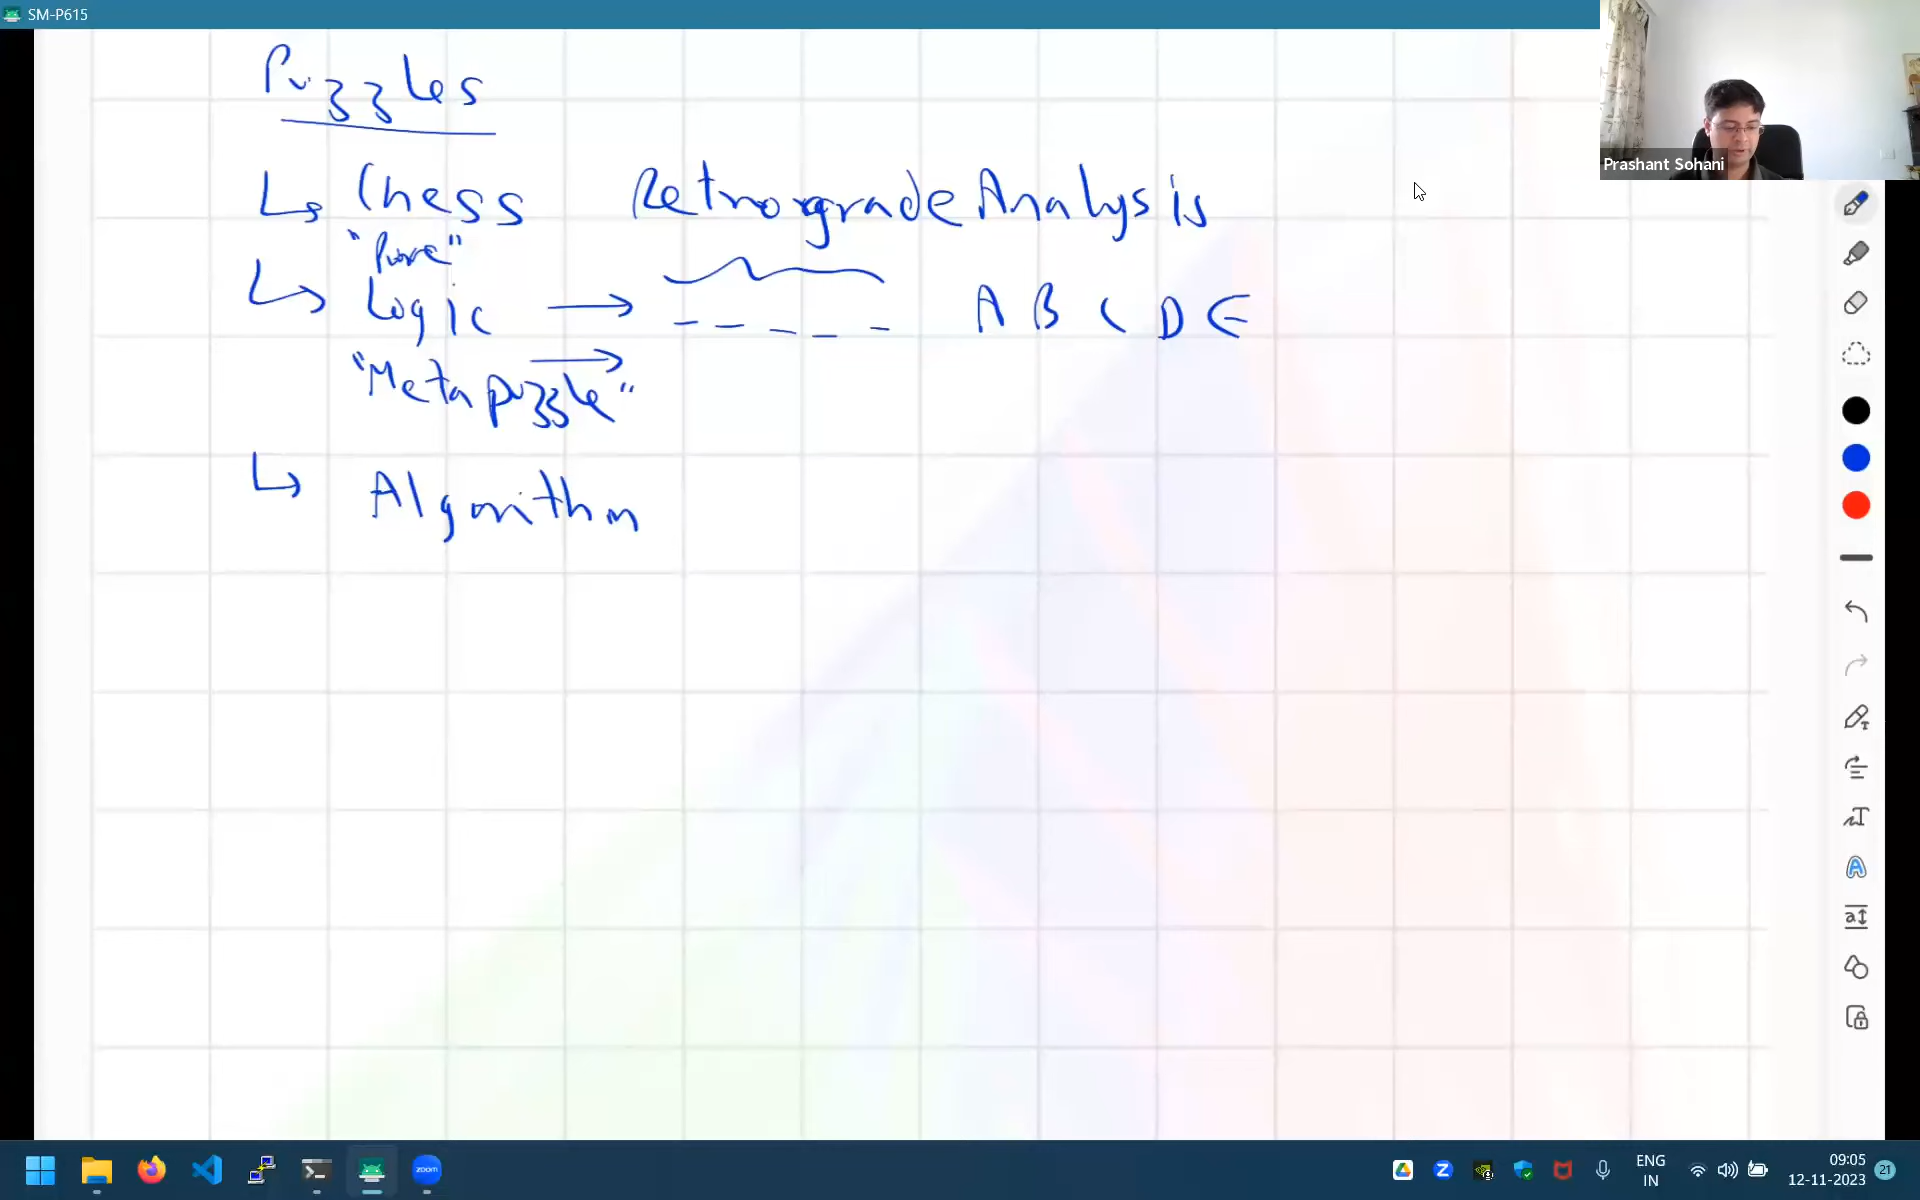 SM-P615
Puzzles
Prashant Sohani
↳ Chess Retrograde Analysis
"Pure"
↳ Logic → _ _ _ _ _ A B C D E
"Meta puzzle"
↳ Algorithm
zoom
ENG
IN
09:05
12-11-2023
21